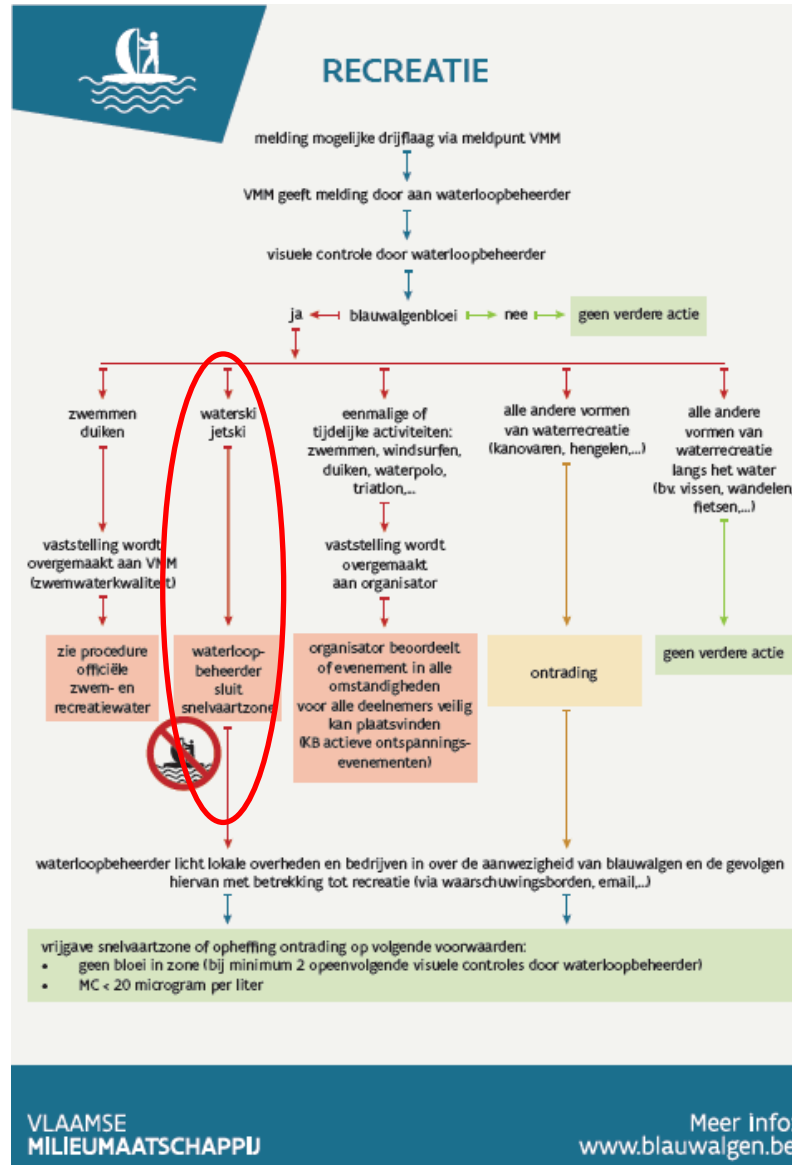 RECREATIE
melding mogelijke drijflaag via meldpunt VMM
VMM geeft melding door aan waterloopbeheerder
visuele controle door waterloopbeheerder
ja
blauwalgenbloei
nee
geen verdere actie
zwemmen
duiken
vaststelling wordt
overgemaakt aan VMM
(zwemwaterkwaliteit)
zie procedure
officiële
zwem- en
recreatiewater
waterski
jetski
waterloop-
beheerder
sluit
snelvaartzone
eenmalige of
tijdelijke activiteiten:
zwemmen, windsurfen,
duiken, waterpolo,
triatlon,...
vaststelling wordt
overgemaakt
aan organisator
organisator beoordeelt
of evenement in alle
omstandigheden
voor alle deelnemers veilig
kan plaatsvinden
(KB actieve ontspannings-
evenementen)
alle andere vormen
van waterrecreatie
(kanovaren, hengelen,...)
ontrading
alle andere
vormen van
waterrecreatie
langs het water
(bv. vissen, wandelen,
fietsen,...)
geen verdere actie
waterloopbeheerder licht lokale overheden en bedrijven in over de aanwezigheid van blauwalgen en de gevolgen
hiervan met betrekking tot recreatie (via waarschuwingsborden, email,...)
vrijgave snelvaartzone of opheffing ontrading op volgende voorwaarden:
• geen bloei in zone (bij minimum 2 opeenvolgende visuele controles door waterloopbeheerder)
• MC < 20 microgram per liter
VLAAMSE
MILIEUMAATSCHAPPIJ
Meer info:
www.blauwalgen.be